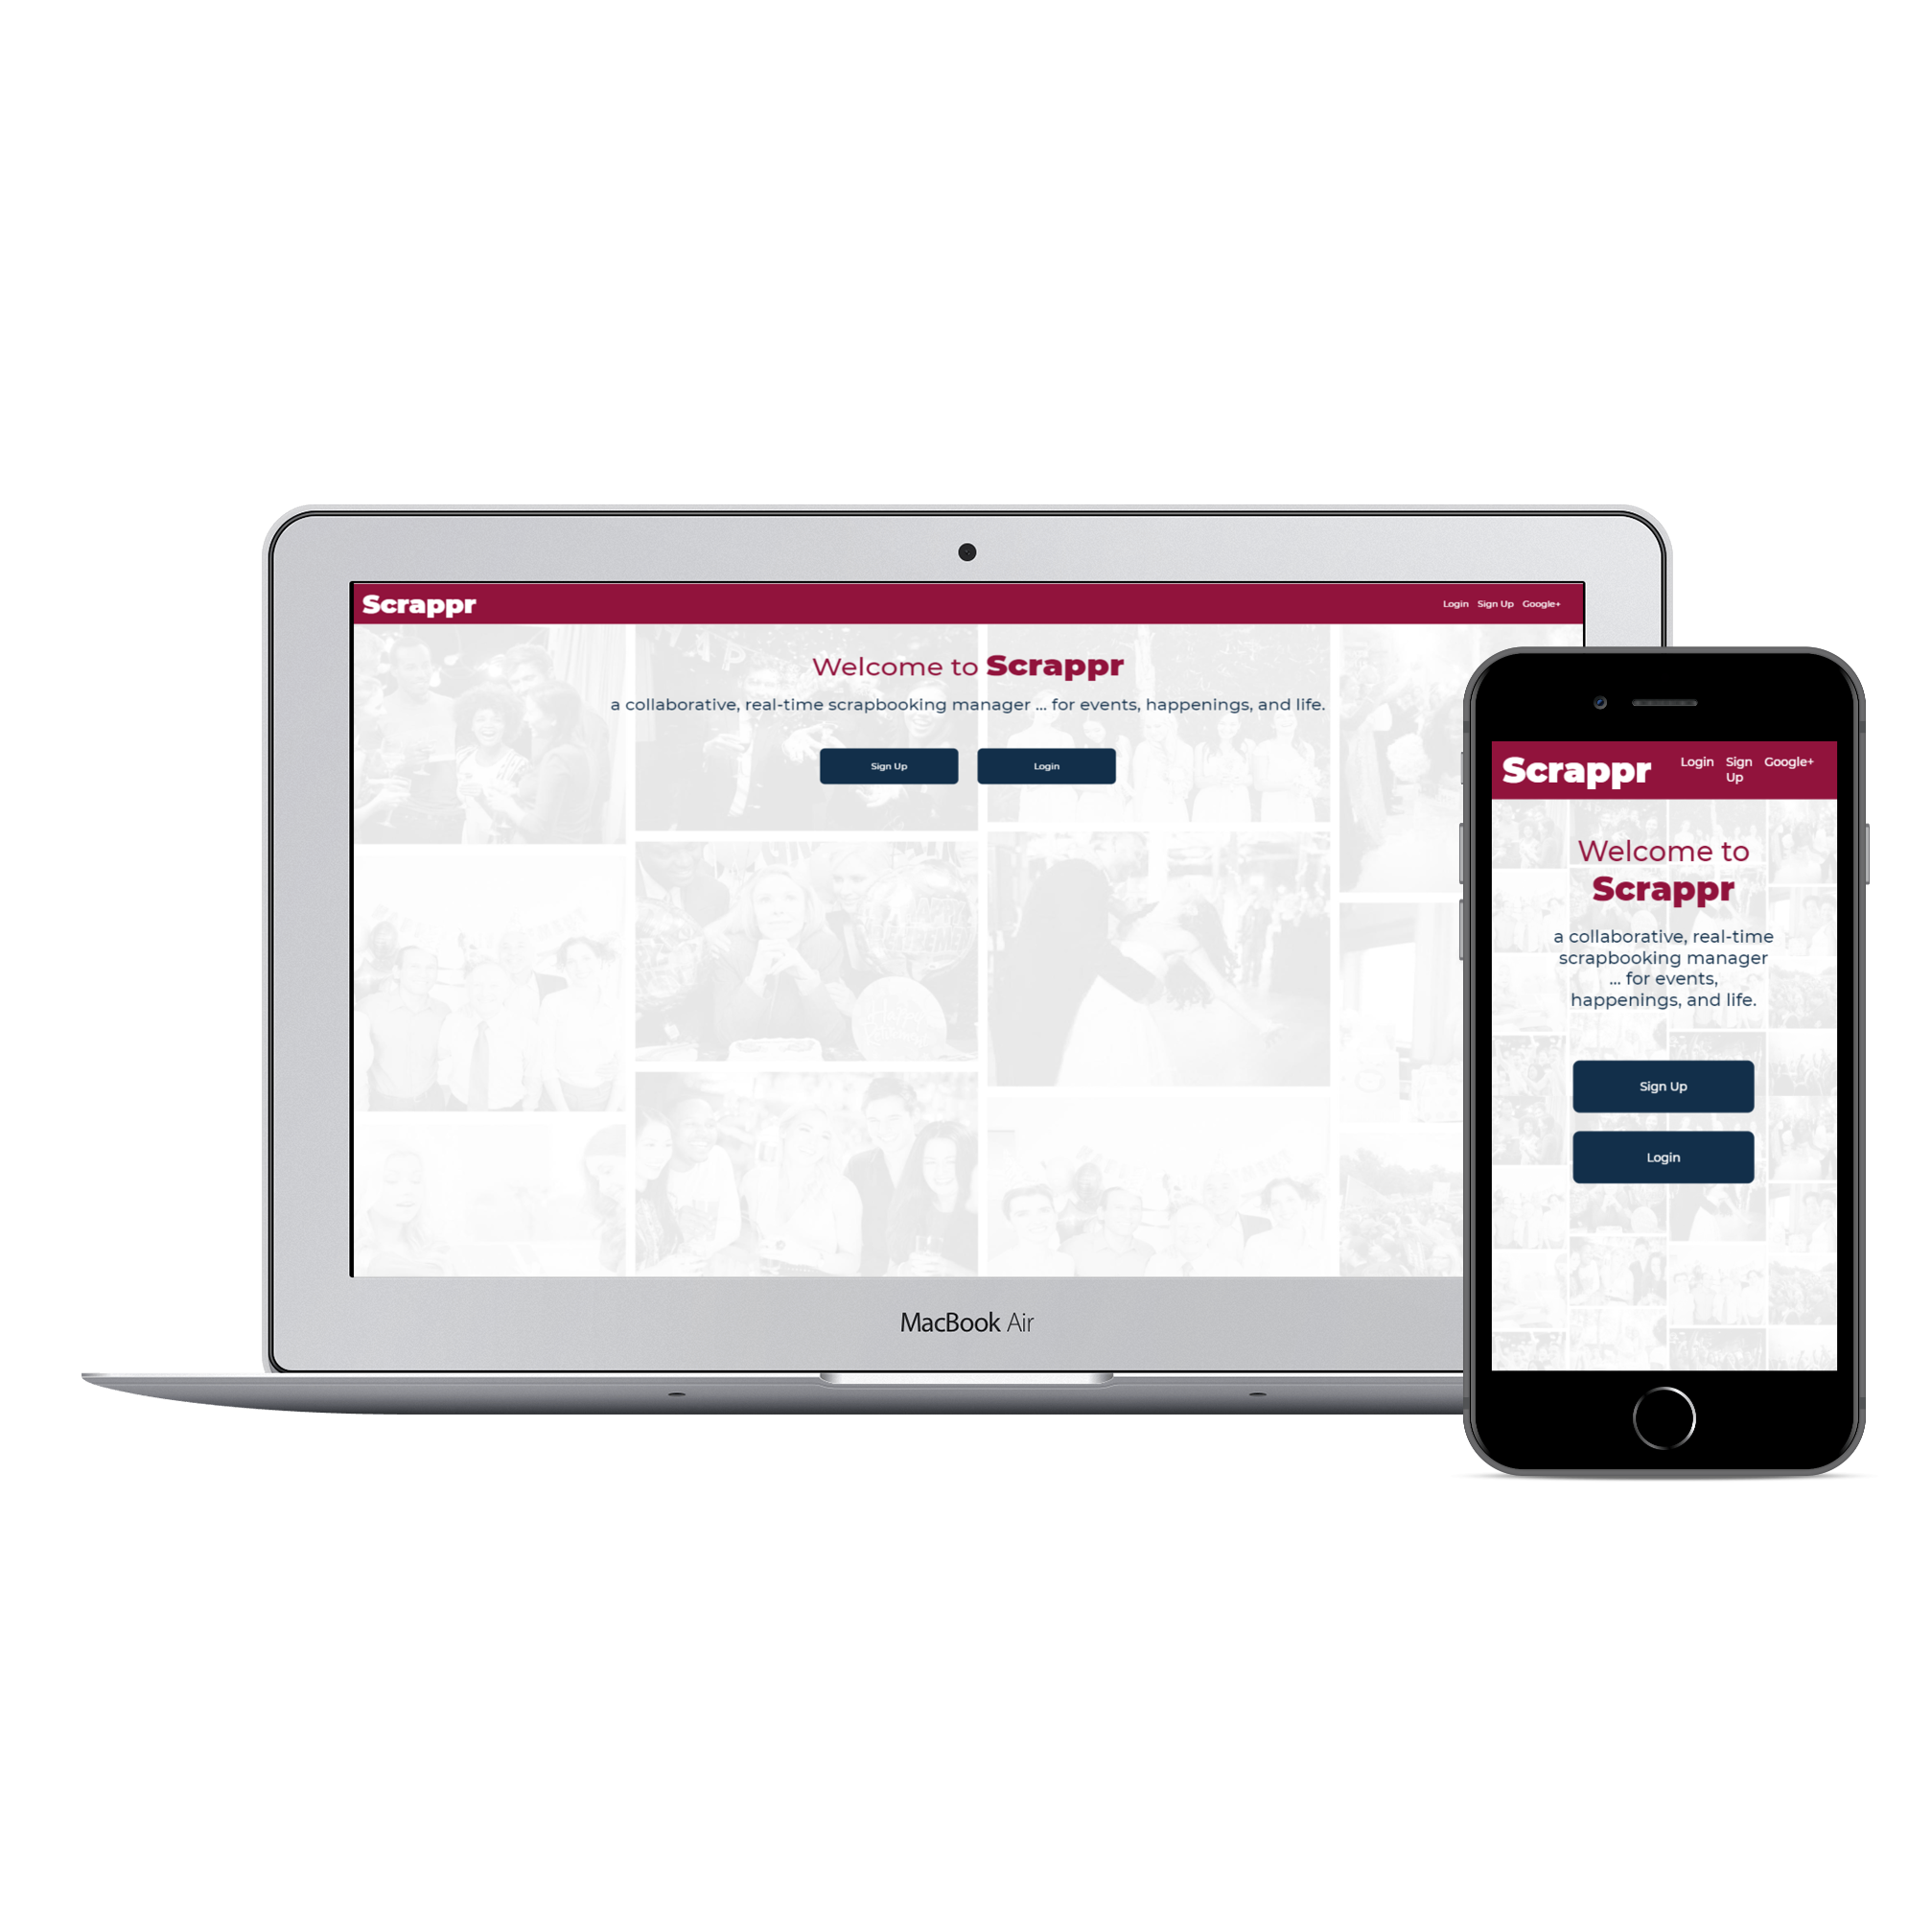 Scrappr
Login Sign Up Google+
Welcome to Scrappr
a collaborative, real-time scrapbooking manager ... for events, happenings, and life.
Sign Up
Login
MacBook Air
Scrappr
Login Sign Up Google+
Welcome to
Scrappr
a collaborative, real-time
scrapbooking manager
... for events,
happenings, and life.
Sign Up
Login